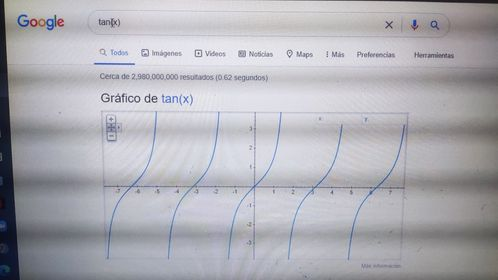 Google
tan(x)
Todos Imágenes Videos Noticias Maps Más Preferencias Herramientas
Cerca de 2,980,000,000 resultados (0.62 segundos)
Gráfico de tan(x)
x y
3
2
1
-7 -6 -5 -4 -3 -2 -1 1 2 3 4 5 6 7
-1
-2
-3
Más información